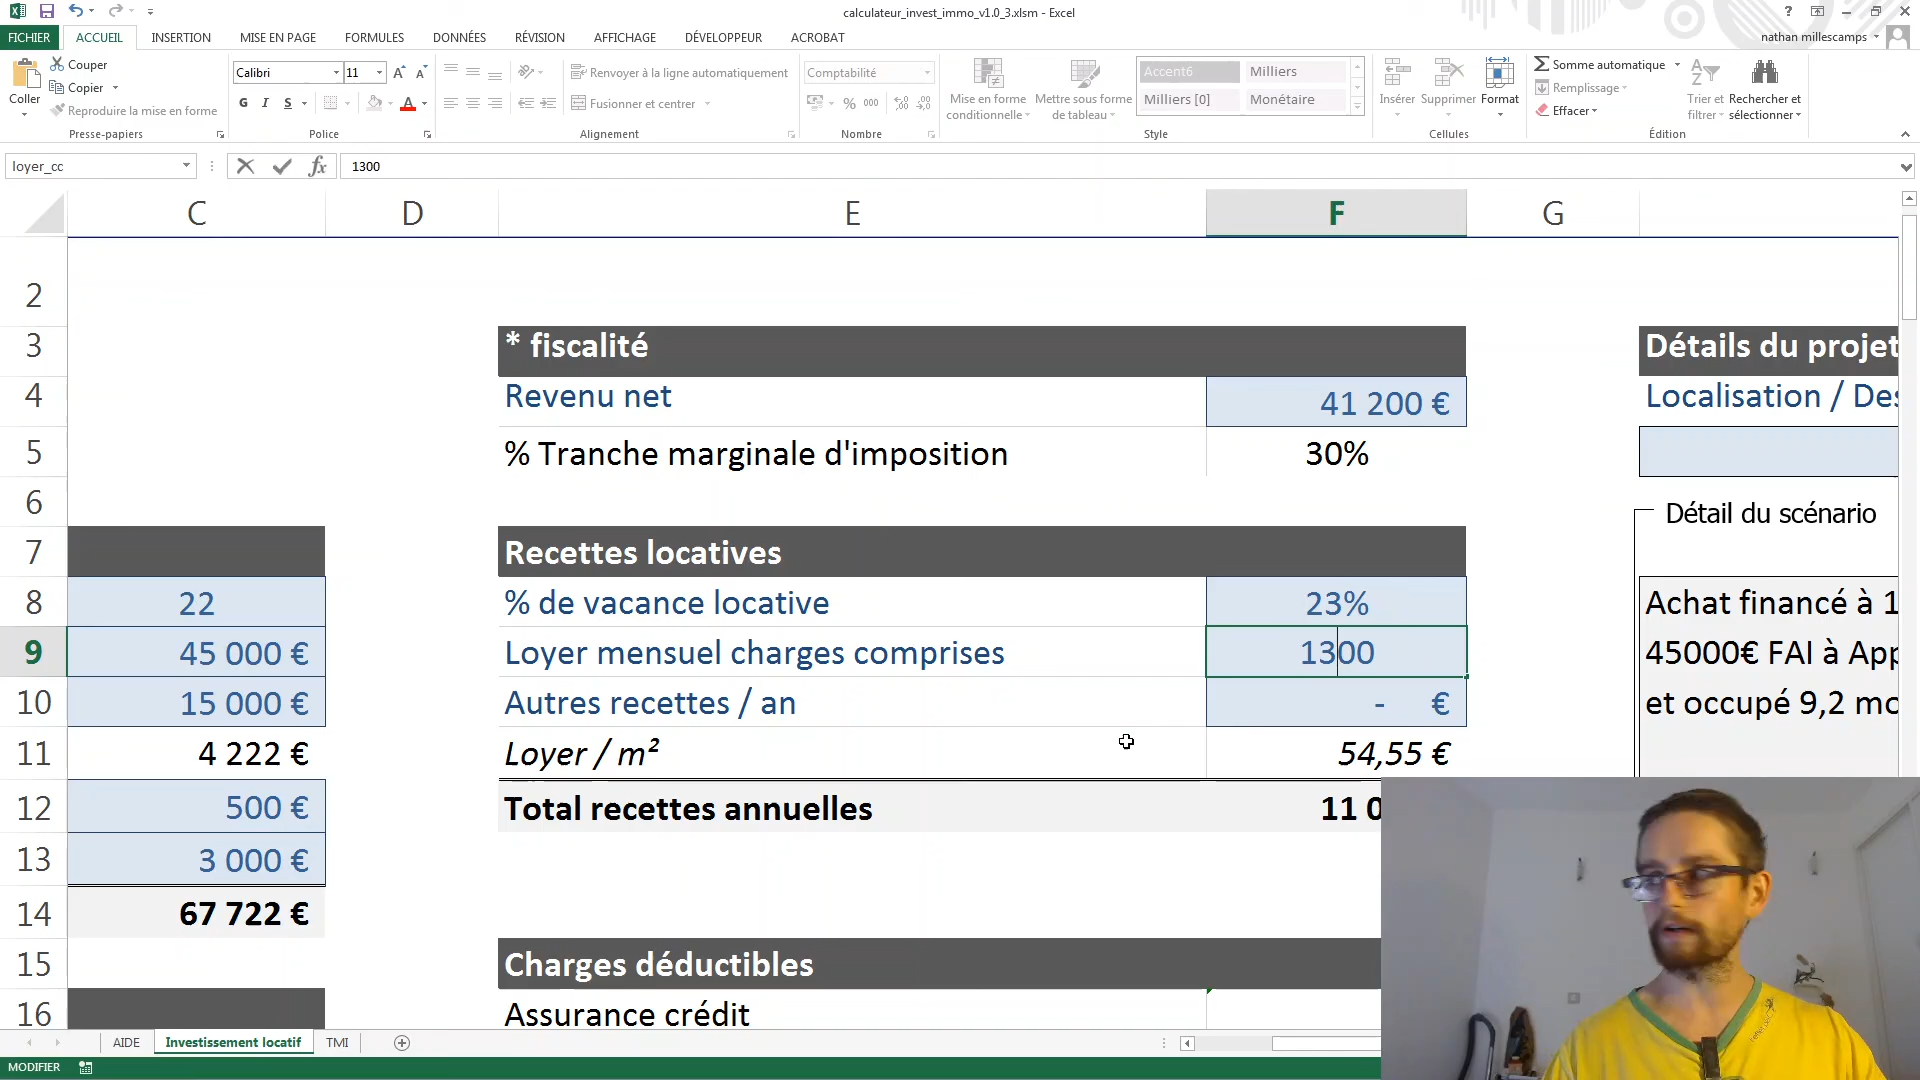 calculateur_invest_immo_v1.0_3.xlsm - Excel
FICHIER ACCUEIL INSERTION MISE EN PAGE FORMULES DONNÉES RÉVISION AFFICHAGE DÉVELOPPEUR ACROBAT nathan millescamps
Coller
Couper
Copier
Reproduire la mise en forme
Presse-papiers
Calibri 11
G I S
Police
Renvoyer à la ligne automatiquement
Fusionner et centrer
Alignement
Comptabilité
% 000
Nombre
Mise en forme conditionnelle
Mettre sous forme de tableau
Accent6 Milliers
Milliers [0] Monétaire
Style
Insérer Supprimer Format
Cellules
Somme automatique
Remplissage
Effacer
Trier et filtrer
Rechercher et sélectionner
Édition
loyer_cc fx 1300
C D E F G
2
3 * fiscalité Détails du projet
4 Revenu net 41 200 € Localisation / Des
5 % Tranche marginale d'imposition 30%
6 Détail du scénario
7 Recettes locatives
8 22 % de vacance locative 23% Achat financé à 1
9 45 000 € Loyer mensuel charges comprises 1300 45000€ FAI à App
10 15 000 € Autres recettes / an - € et occupé 9,2 mo
11 4 222 € Loyer / m² 54,55 €
12 500 € Total recettes annuelles 11 0
13 3 000 €
14 67 722 €
15 Charges déductibles
16 Assurance crédit
AIDE Investissement locatif TMI
MODIFIER